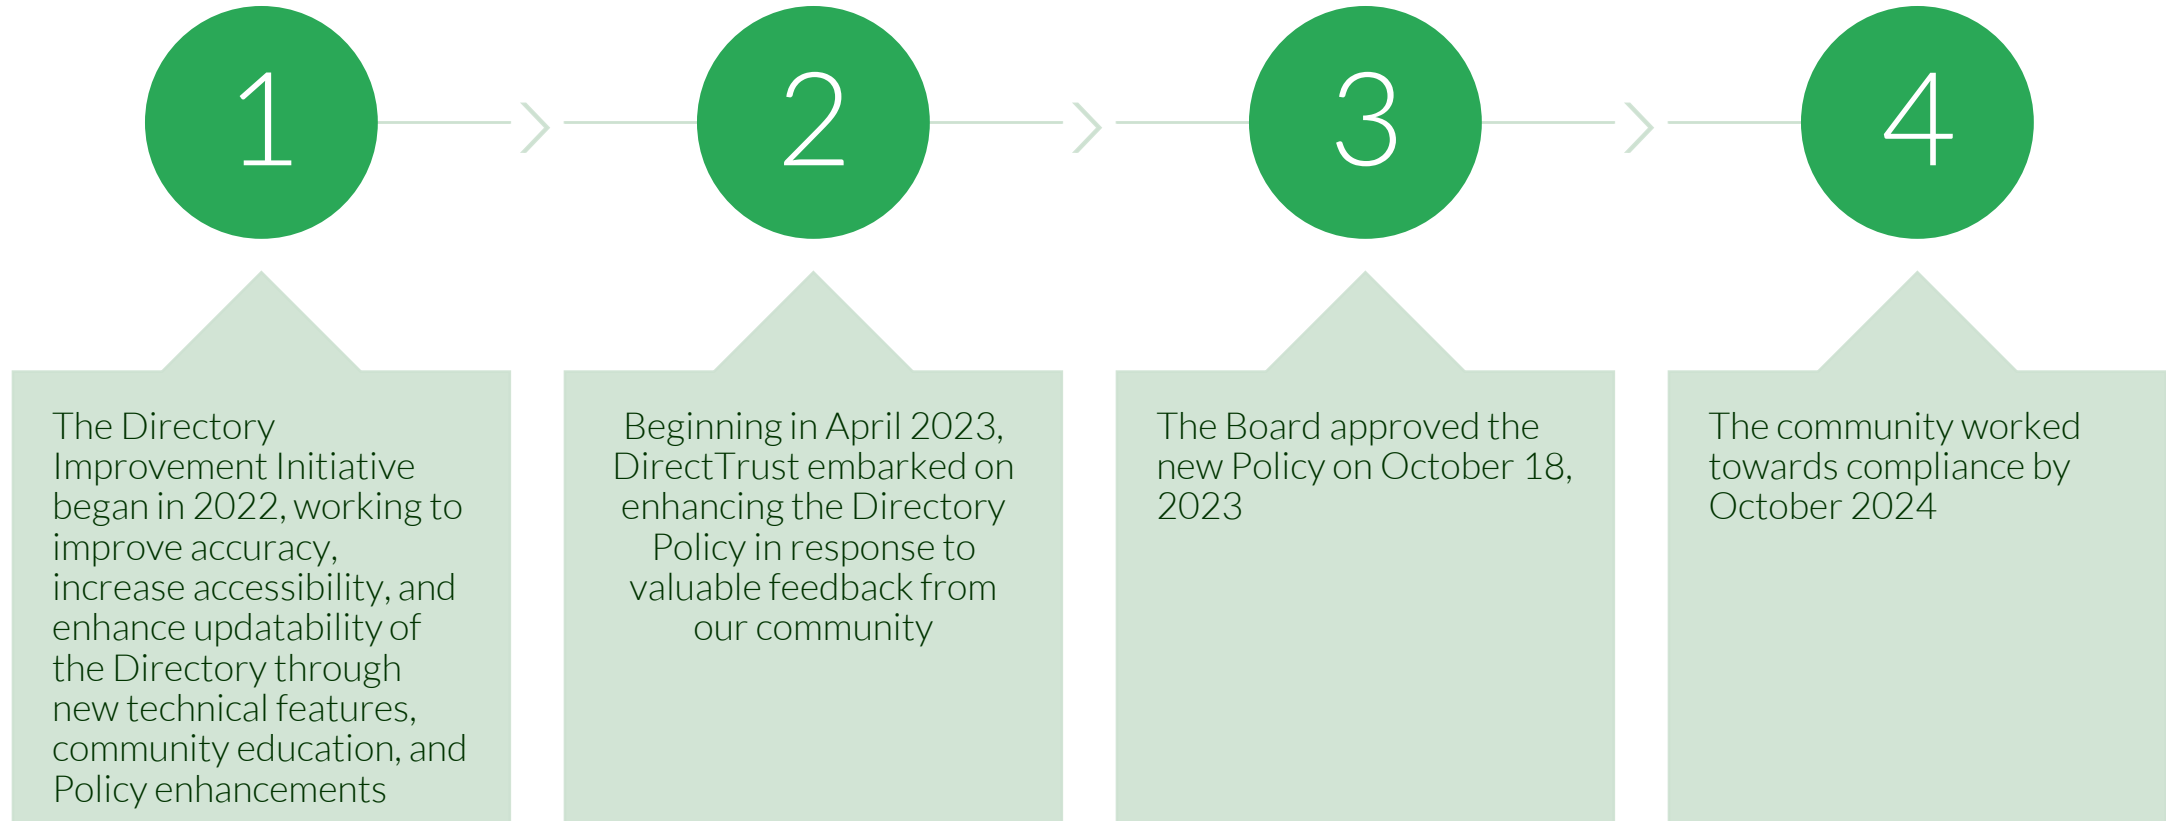 1
2
3
4
The Directory
Improvement Initiative
began in 2022, working to
improve accuracy,
increase accessibility, and
enhance updatability of
the Directory through
new technical features,
community education, and
Policy enhancements
Beginning in April 2023,
DirectTrust embarked on
enhancing the Directory
Policy in response to
valuable feedback from
our community
The Board approved the
new Policy on October 18,
2023
The community worked
towards compliance by
October 2024